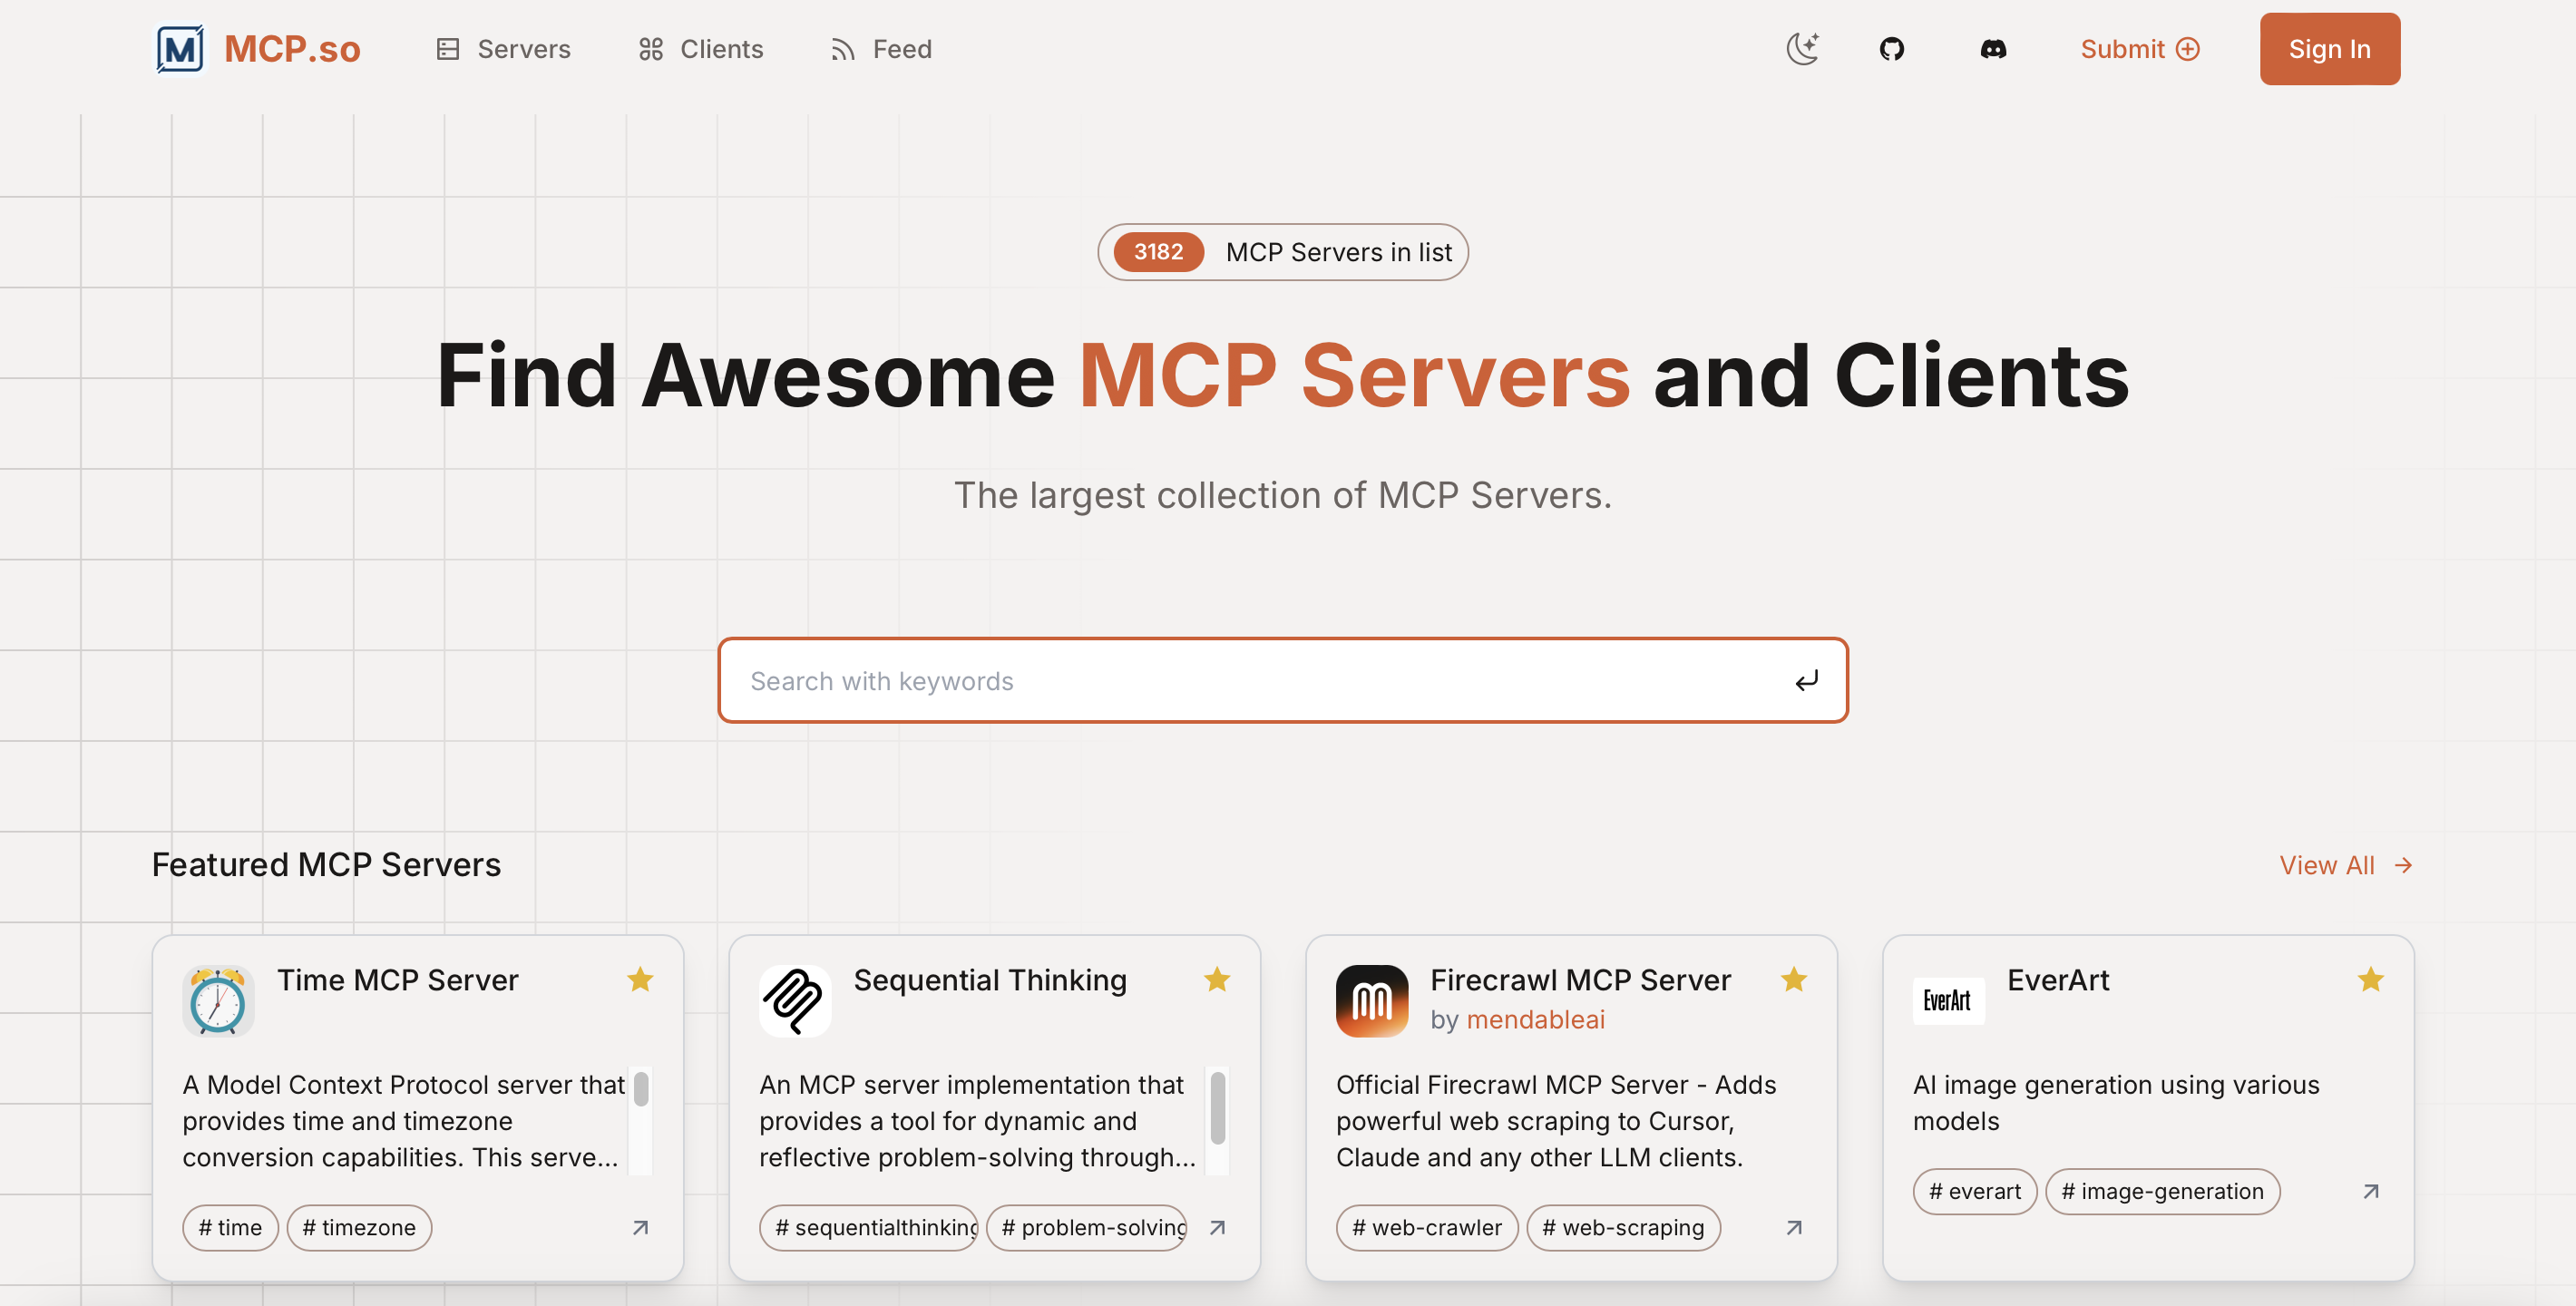 MCP.so
Servers
Clients
Feed
Submit
Sign In
3182 MCP Servers in list
Find Awesome MCP Servers and Clients
The largest collection of MCP Servers.
Search with keywords
Featured MCP Servers
View All
Time MCP Server
A Model Context Protocol server that
provides time and timezone
conversion capabilities. This serve...
# time
# timezone
Sequential Thinking
An MCP server implementation that
provides a tool for dynamic and
reflective problem-solving through...
# sequentialthinking
# problem-solving
Firecrawl MCP Server
by mendableai
Official Firecrawl MCP Server - Adds
powerful web scraping to Cursor,
Claude and any other LLM clients.
# web-crawler
# web-scraping
EverArt
EverArt
AI image generation using various
models
# everart
# image-generation